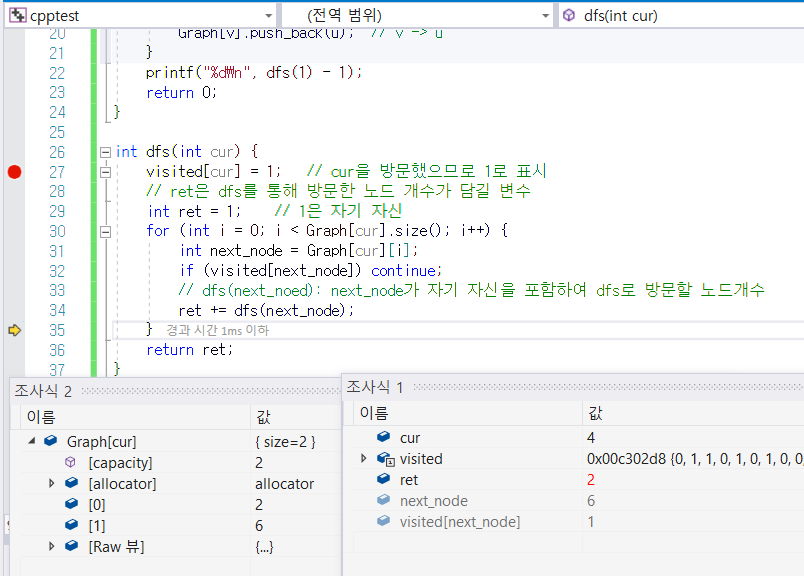 cpptest (전역 범위) dfs(int cur)
20 Graph[v].push_back(u); // v -> u
21 }
22 printf("%d₩n", dfs(1) - 1);
23 return 0;
24 }
25
26 int dfs(int cur) {
27 visited[cur] = 1; // cur을 방문했으므로 1로 표시
28 // ret은 dfs를 통해 방문한 노드 개수가 담길 변수
29 int ret = 1; // 1은 자기 자신
30 for (int i = 0; i < Graph[cur].size(); i++) {
31 int next_node = Graph[cur][i];
32 if (visited[next_node]) continue;
33 // dfs(next_noed): next_node가 자기 자신을 포함하여 dfs로 방문할 노드개수
34 ret += dfs(next_node);
35 } 경과 시간 1ms 이하
36 return ret;
37 }
조사식 2
이름 값
Graph[cur] { size=2 }
[capacity] 2
[allocator] allocator
[0] 2
[1] 6
[Raw 뷰] {...}
조사식 1
이름 값
cur 4
visited 0x00c302d8 {0, 1, 1, 0, 1, 0, 1, 0, 0,
ret 2
next_node 6
visited[next_node] 1